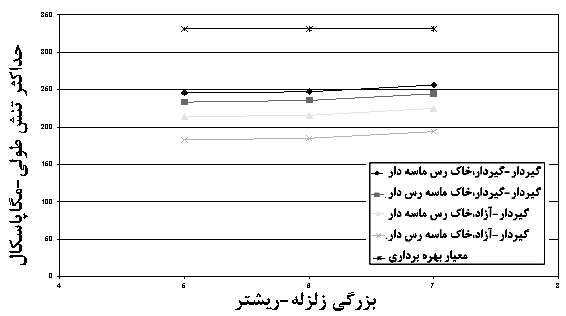 حداکثر تنش طولی-مگاپاسکال
350
300
250
200
150
100
50
0
گیردار-گیردار،خاک رس ماسه دار
گیردار-گیردار،خاک ماسه رس دار
گیردار-آزاد،خاک رس ماسه دار
گیردار-آزاد،خاک ماسه رس دار
معیار بهره برداری
4 5 6 7 8
بزرگی زلزله-ریشتر